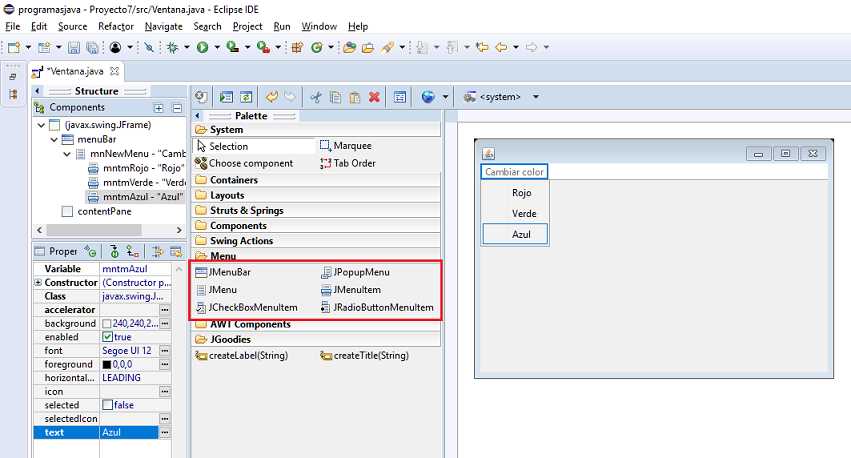 programasjava - Proyecto7/src/Ventana.java - Eclipse IDE
File Edit Source Refactor Navigate Search Project Run Window Help
*Ventana.java
Structure
Components
(javax.swing.JFrame)
menuBar
mnNewMenu - "Camb
mntmRojo - "Rojo"
mntmVerde - "Verde
mntmAzul - "Azul"
contentPane
Proper
Variable mntmAzul
Constructor (Constructor p...
Class javax.swing.J...
accelerator
background 240,240,2...
enabled true
font Segoe UI 12
foreground 0,0,0
horizontal... LEADING
icon
selected false
selectedIcon
text Azul
<system>
Palette
System
Selection Marquee
Choose component Tab Order
Containers
Layouts
Struts & Springs
Components
Swing Actions
Menu
JMenuBar JPopupMenu
JMenu JMenuItem
JCheckBoxMenuItem JRadioButtonMenuItem
AWT Components
JGoodies
createLabel(String) createTitle(String)
Cambiar color
Rojo
Verde
Azul